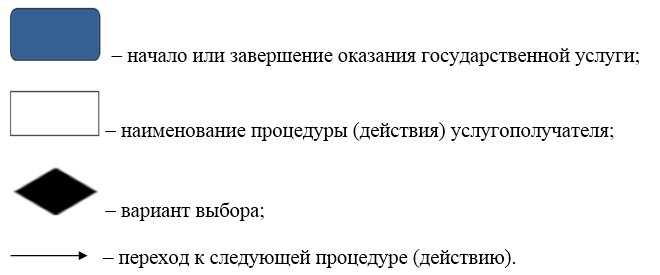 – начало или завершение оказания государственной услуги;
– наименование процедуры (действия) услугополучателя;
– вариант выбора;
– переход к следующей процедуре (действию).